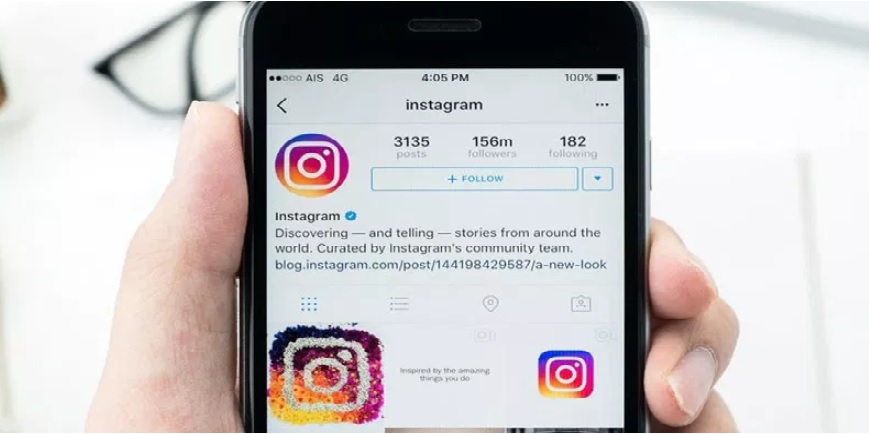 AIS 4G 4:05 PM 100%
instagram
3135 156m 182
posts followers following
+ FOLLOW
Instagram
Discovering — and telling — stories from around the
world. Curated by Instagram's community team.
blog.instagram.com/post/144198429587/a-new-look
Inspired by the amazing
things you do